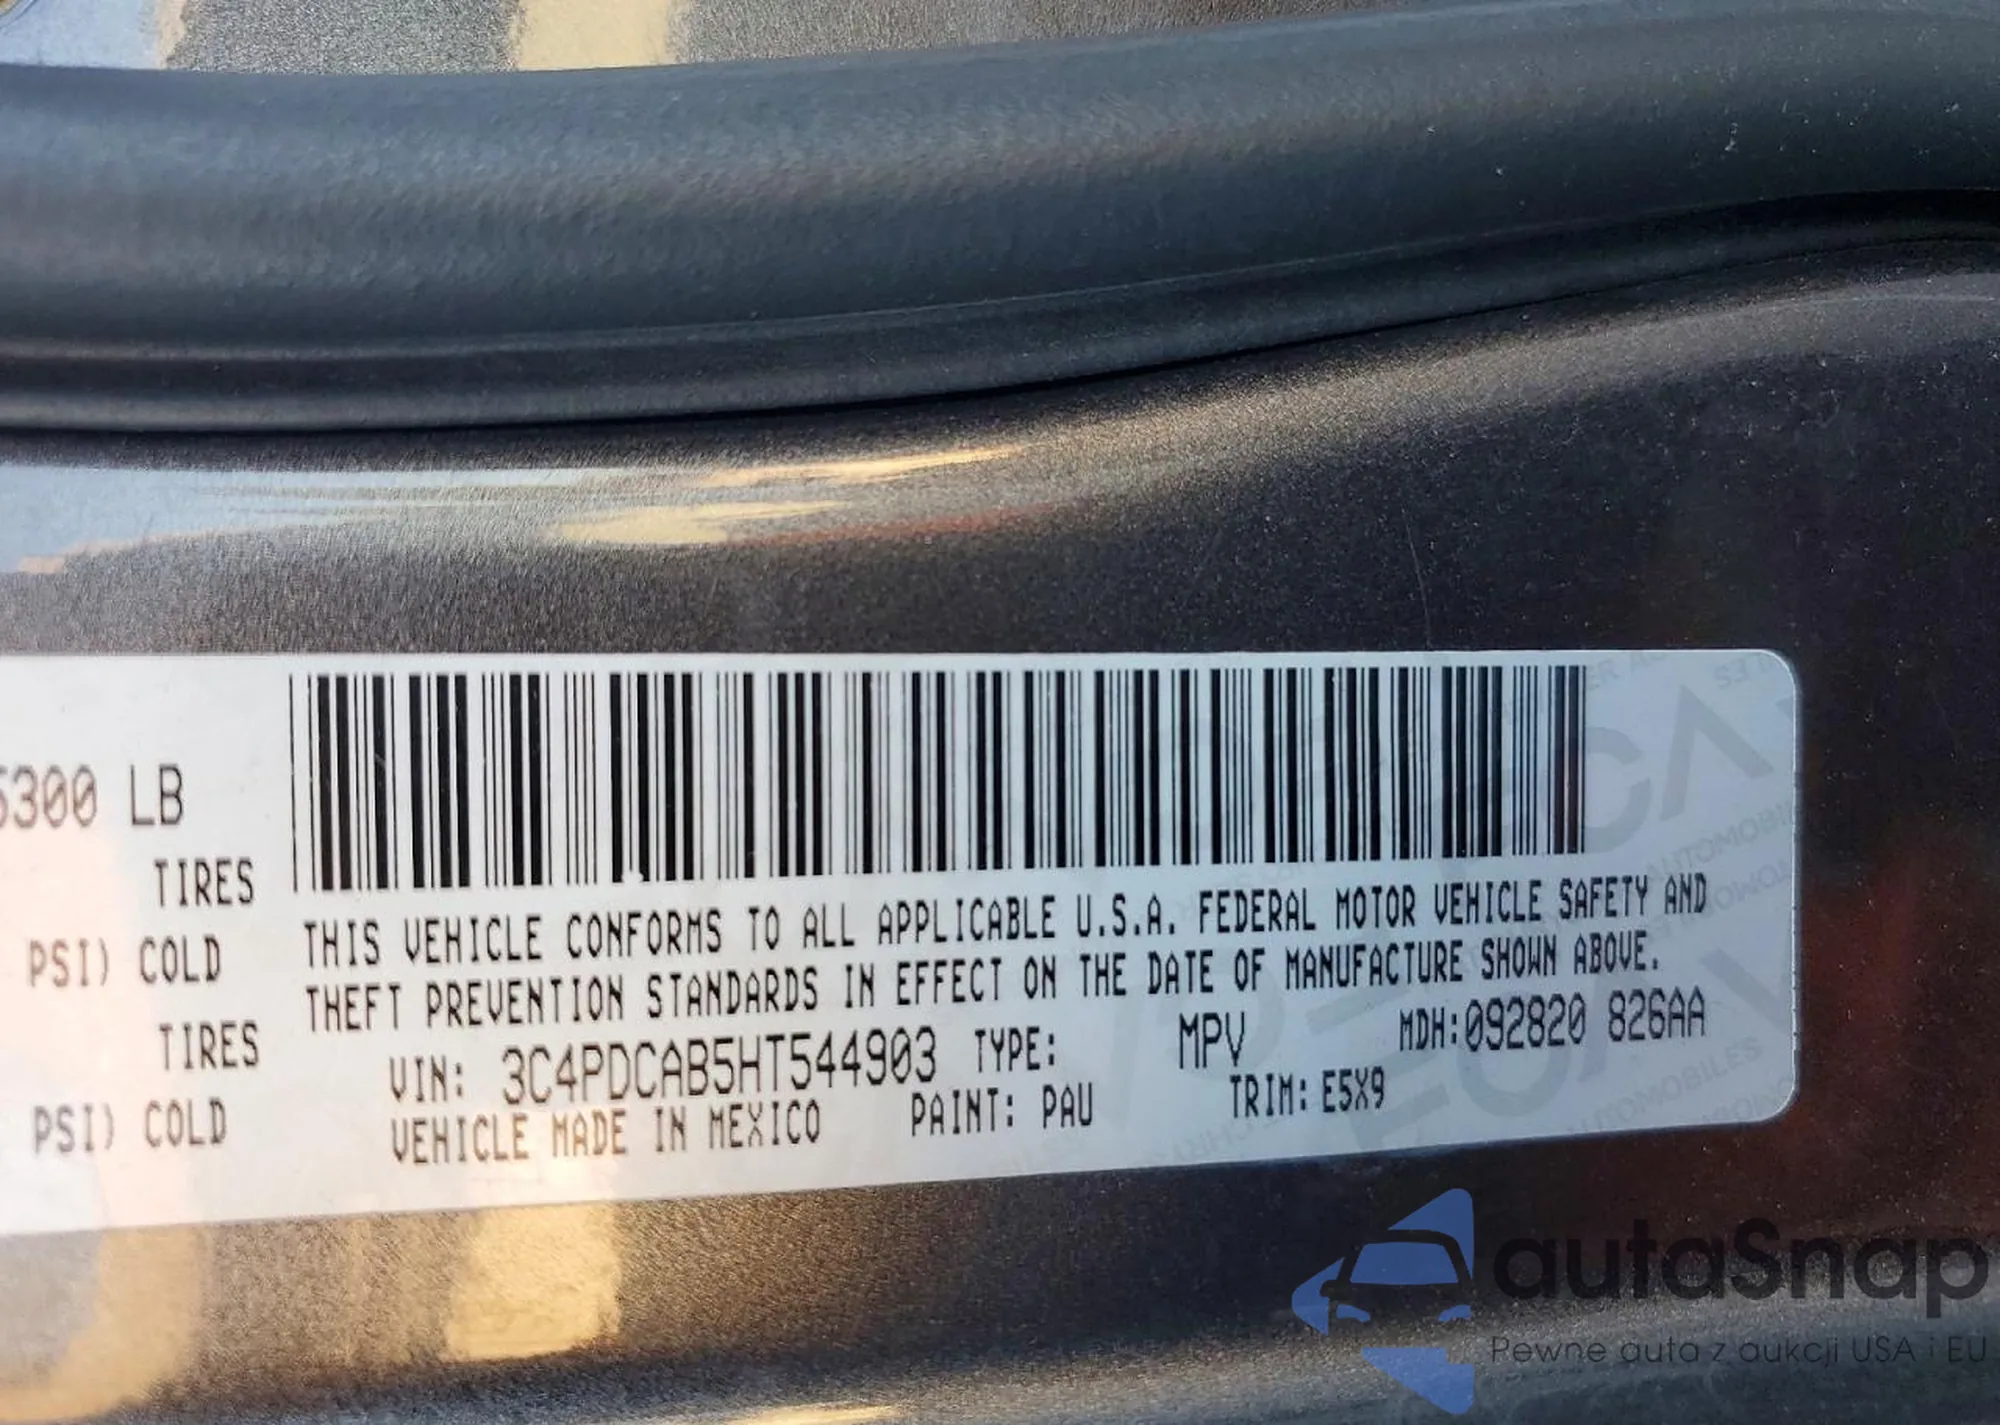 5300 LB
TIRES
PSI) COLD
TIRES
PSI) COLD
THIS VEHICLE CONFORMS TO ALL APPLICABLE U.S.A. FEDERAL MOTOR VEHICLE SAFETY AND
THEFT PREVENTION STANDARDS IN EFFECT ON THE DATE OF MANUFACTURE SHOWN ABOVE.
VIN: 3C4PDCAB5HT544903 TYPE: MPV MDH:092820 826AA
VEHICLE MADE IN MEXICO PAINT: PAU TRIM: E5X9
autaSnap
Pewne auta z aukcji USA i EU